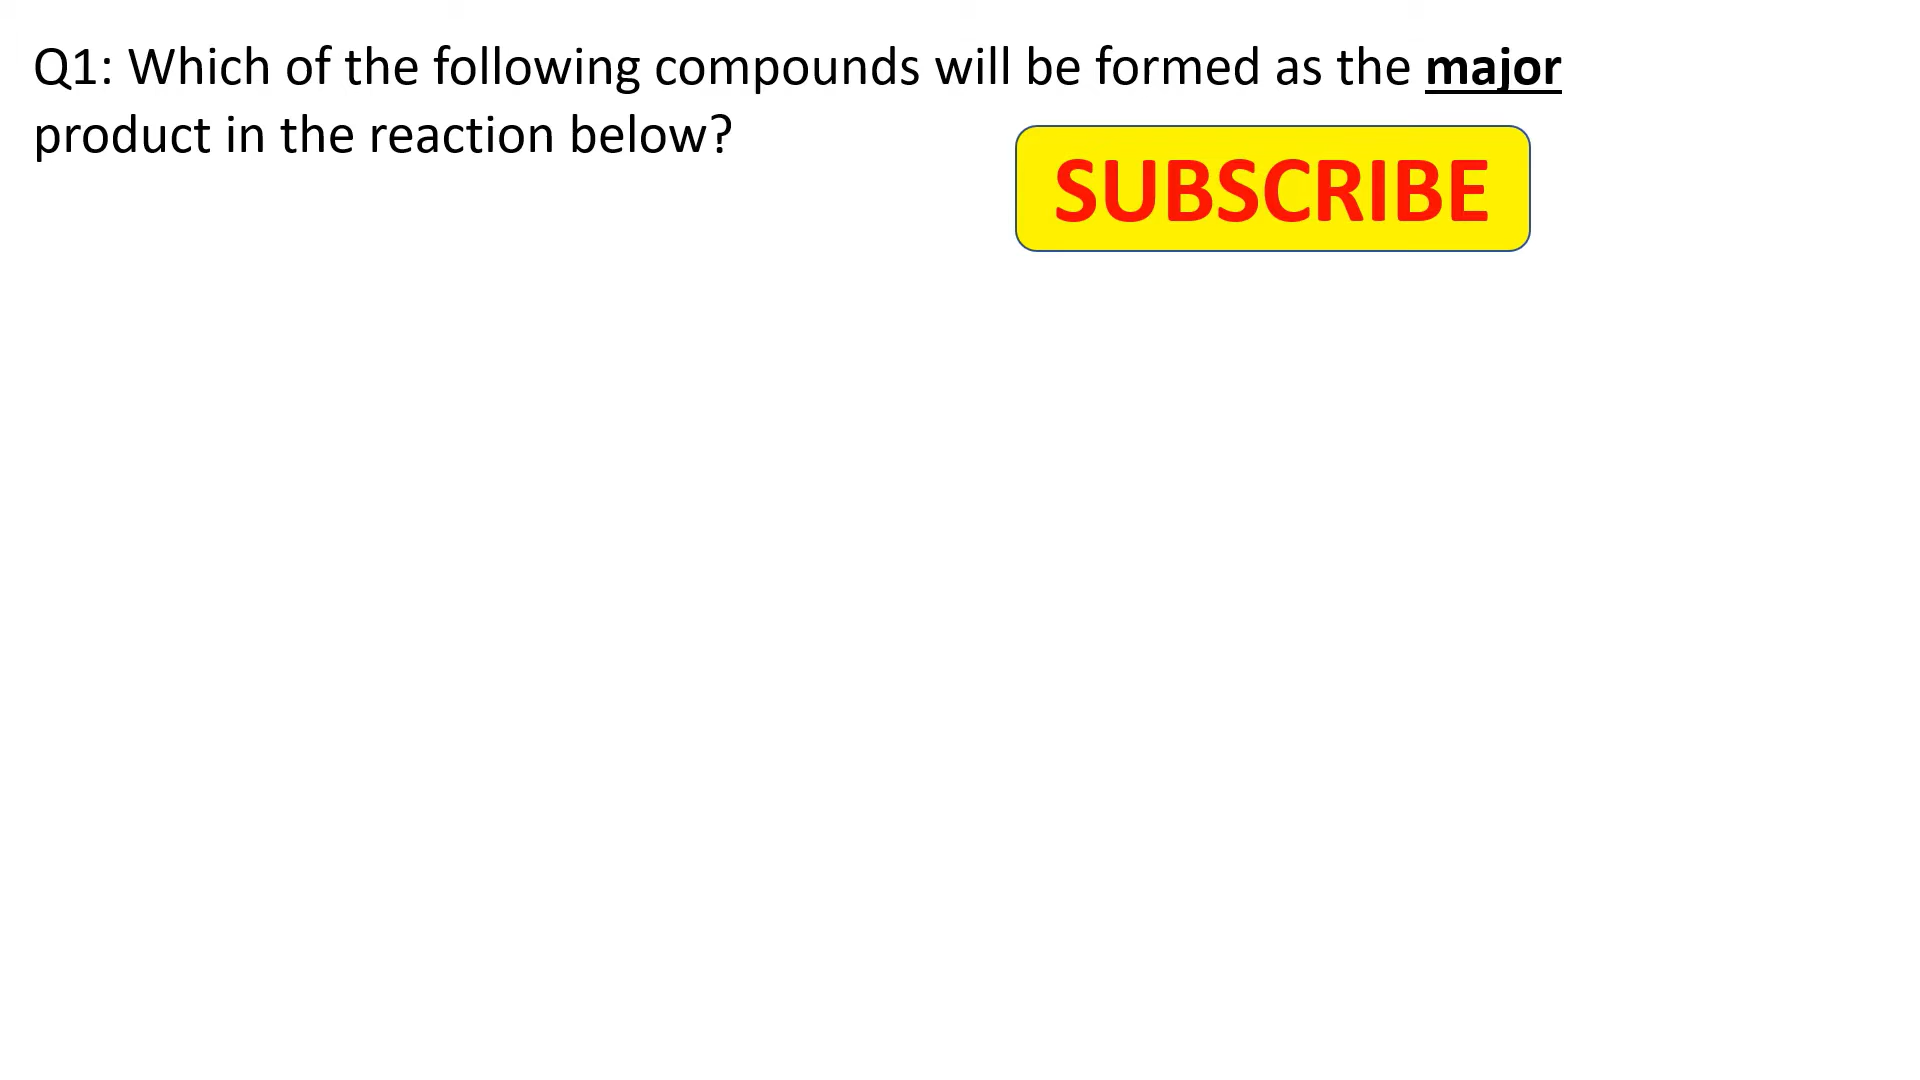 Q1: Which of the following compounds will be formed as the major
product in the reaction below?
SUBSCRIBE